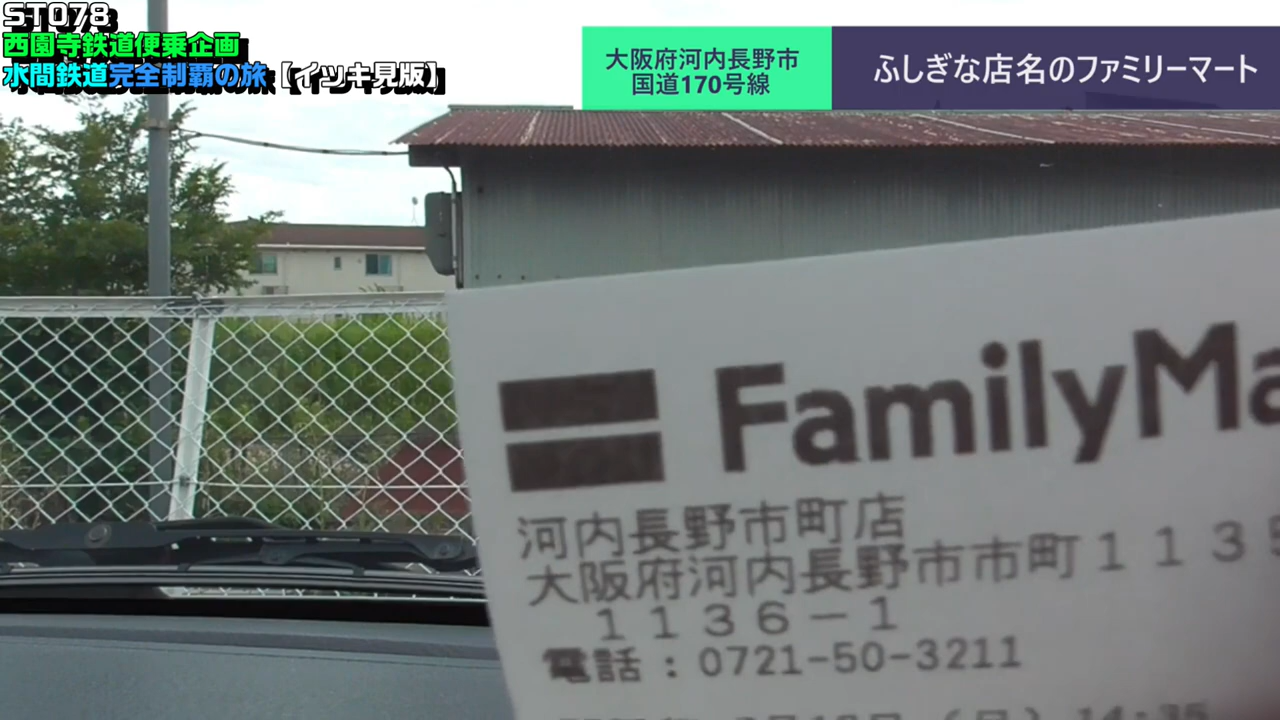 ST078
西園寺鉄道便乗企画
水間鉄道完全制覇の旅【イツキ見版】
大阪府河内長野市
国道170号線
ふしぎな店名のファミリーマート
FamilyMa
河内長野市町店
大阪府河内長野市市町113
1136-1
電話:0721-50-3211